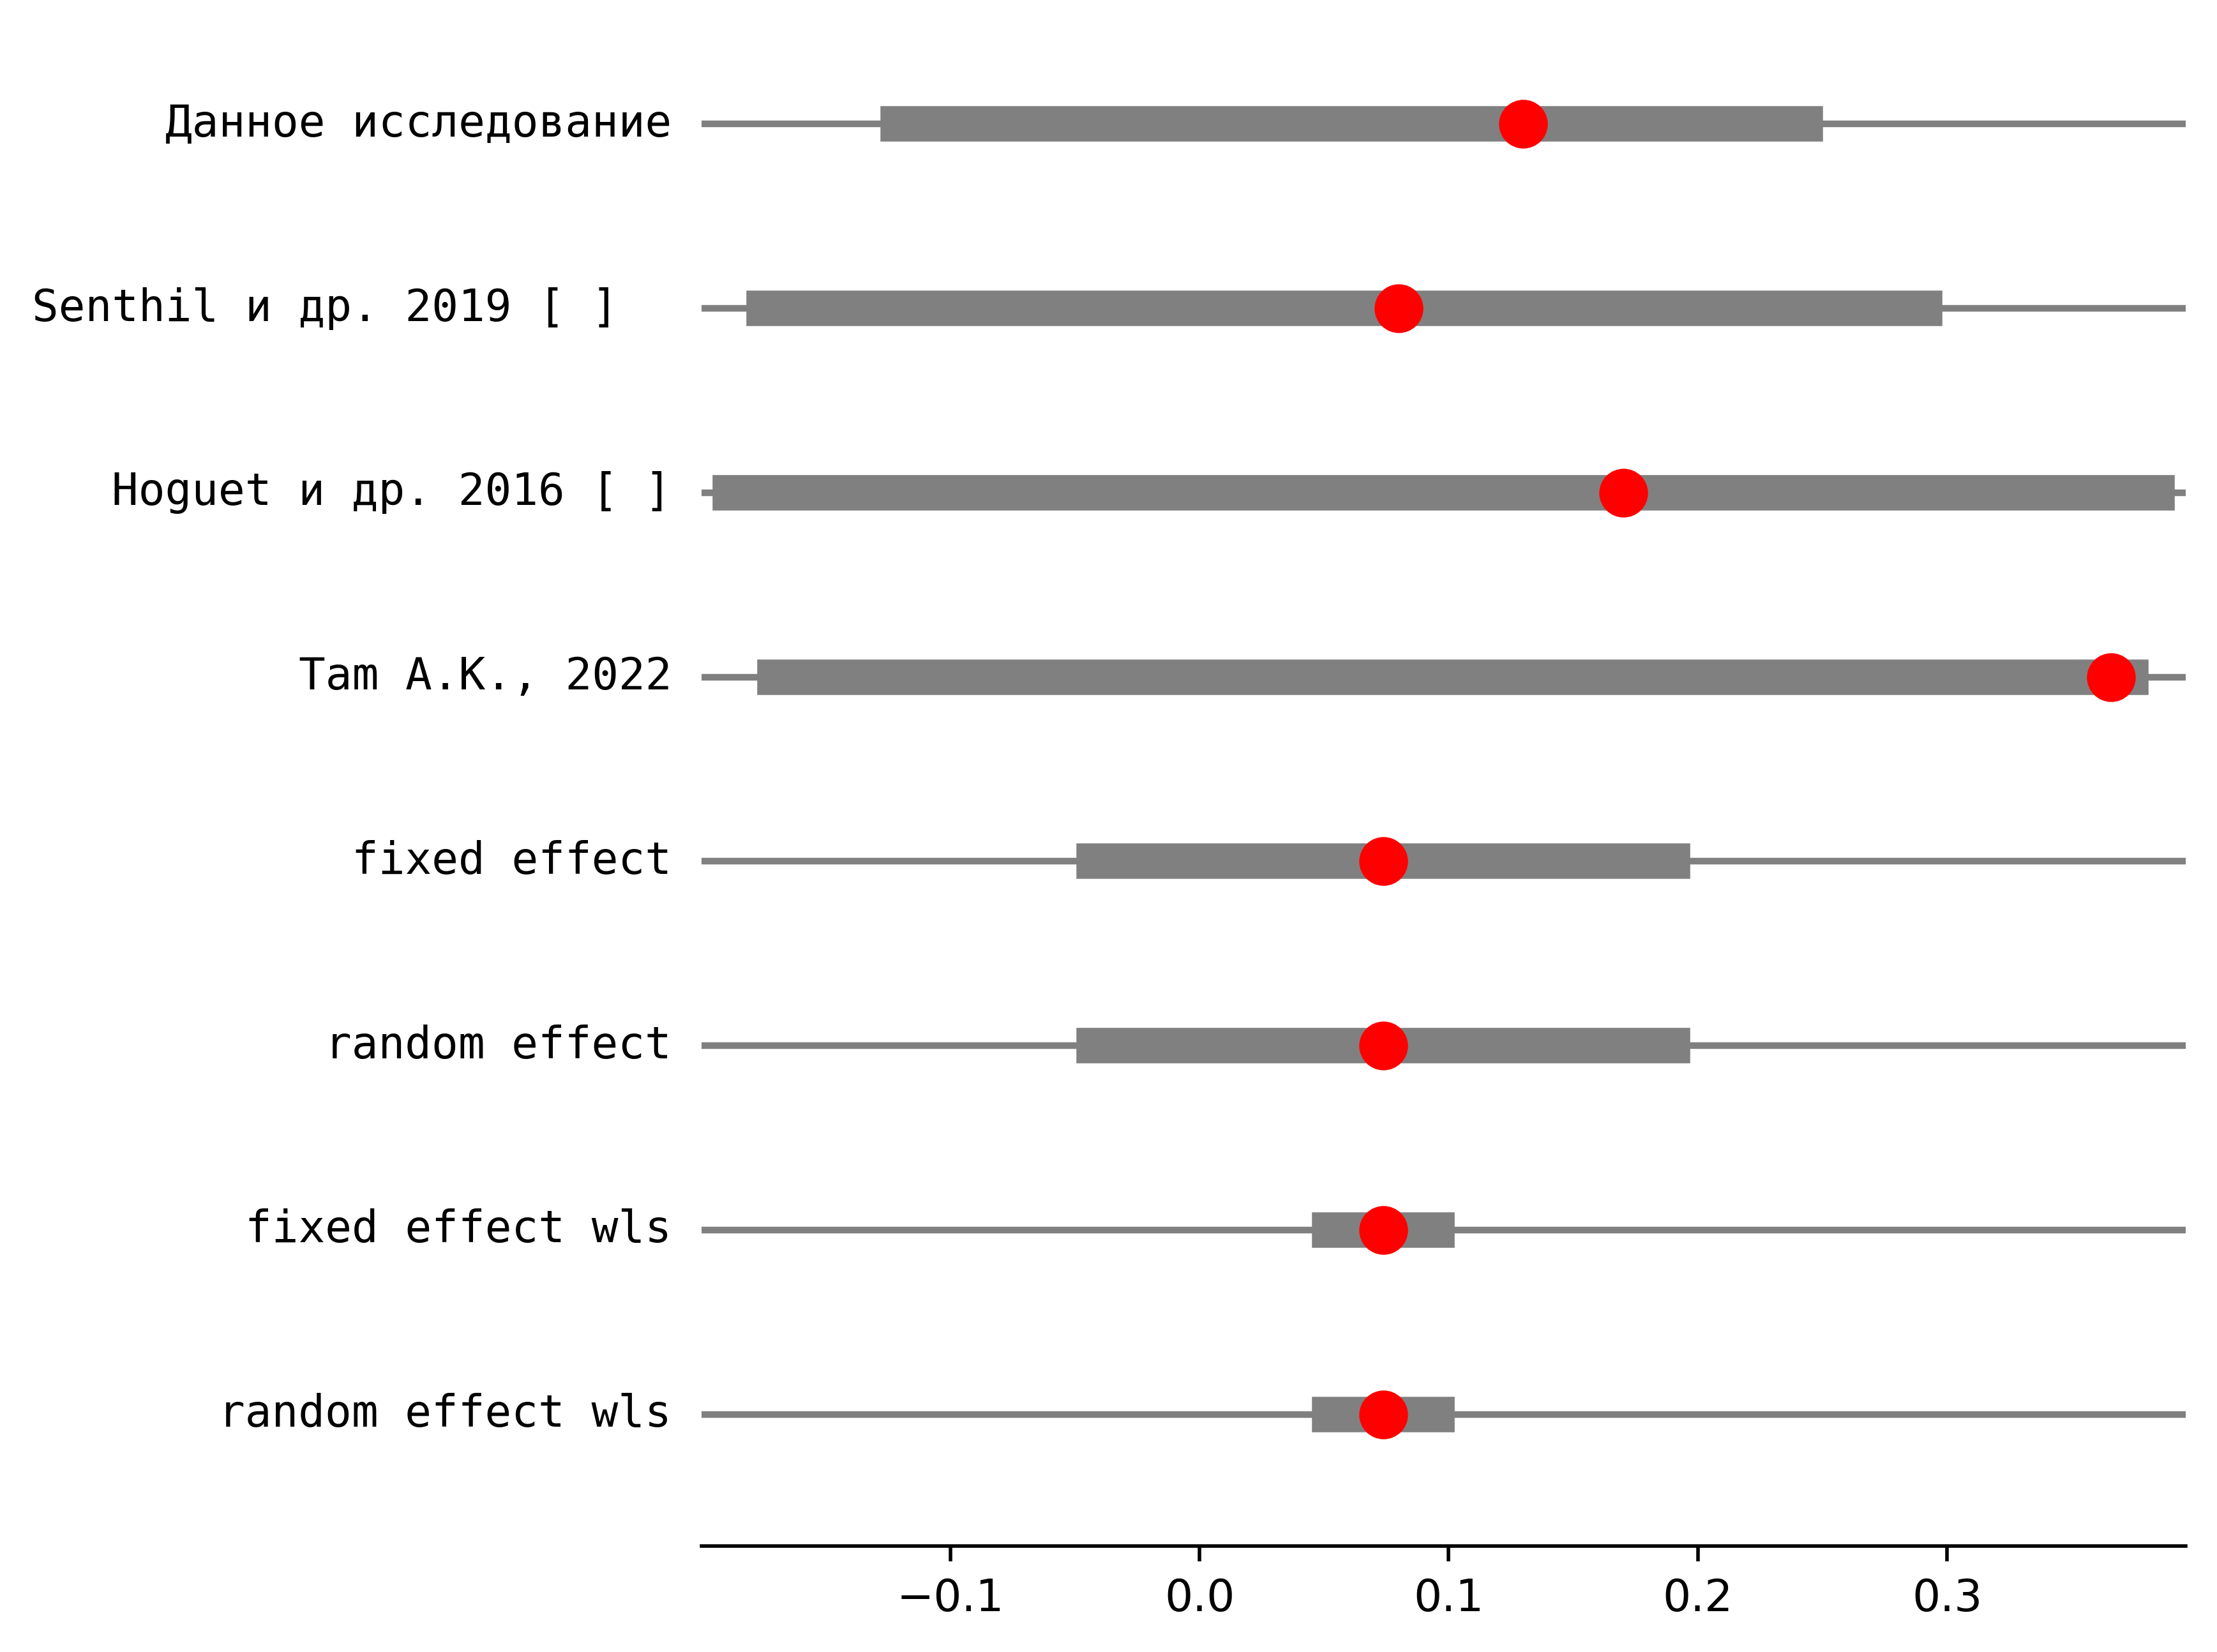 Данное исследование
Senthil и др. 2019 [ ]
Hoguet и др. 2016 [ ]
Tam A.K., 2022
fixed effect
random effect
fixed effect wls
random effect wls
−0.1 0.0 0.1 0.2 0.3